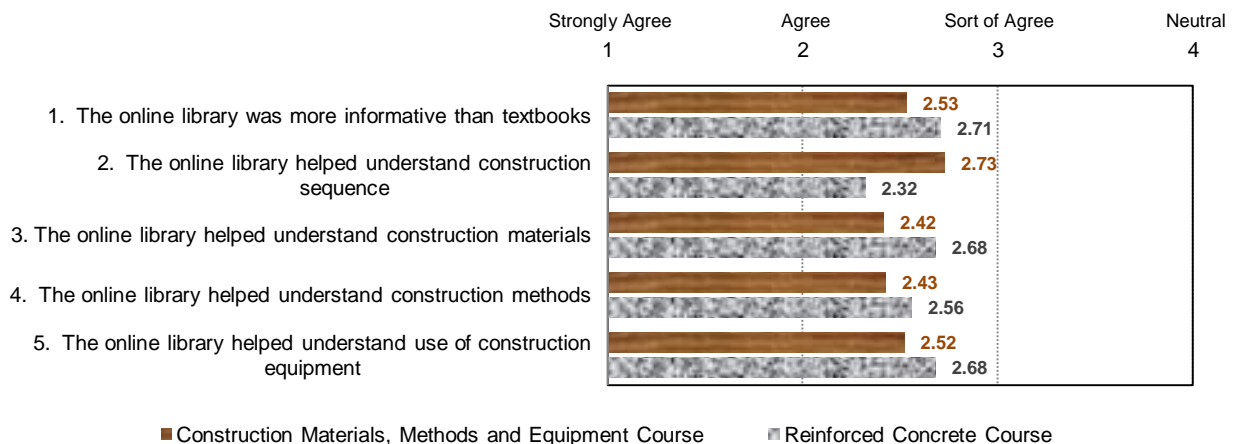 Strongly Agree Agree Sort of Agree Neutral
1 2 3 4
1. The online library was more informative than textbooks
2.53
2.71
2. The online library helped understand construction
sequence
2.73
2.32
3. The online library helped understand construction materials
2.42
2.68
4. The online library helped understand construction methods
2.43
2.56
5. The online library helped understand use of construction
equipment
2.52
2.68
Construction Materials, Methods and Equipment Course Reinforced Concrete Course